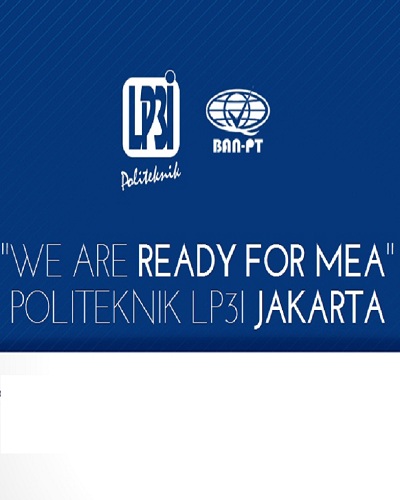 LP3I
Politeknik
BAN-PT
"WE ARE READY FOR MEA"
POLITEKNIK LP3I JAKARTA